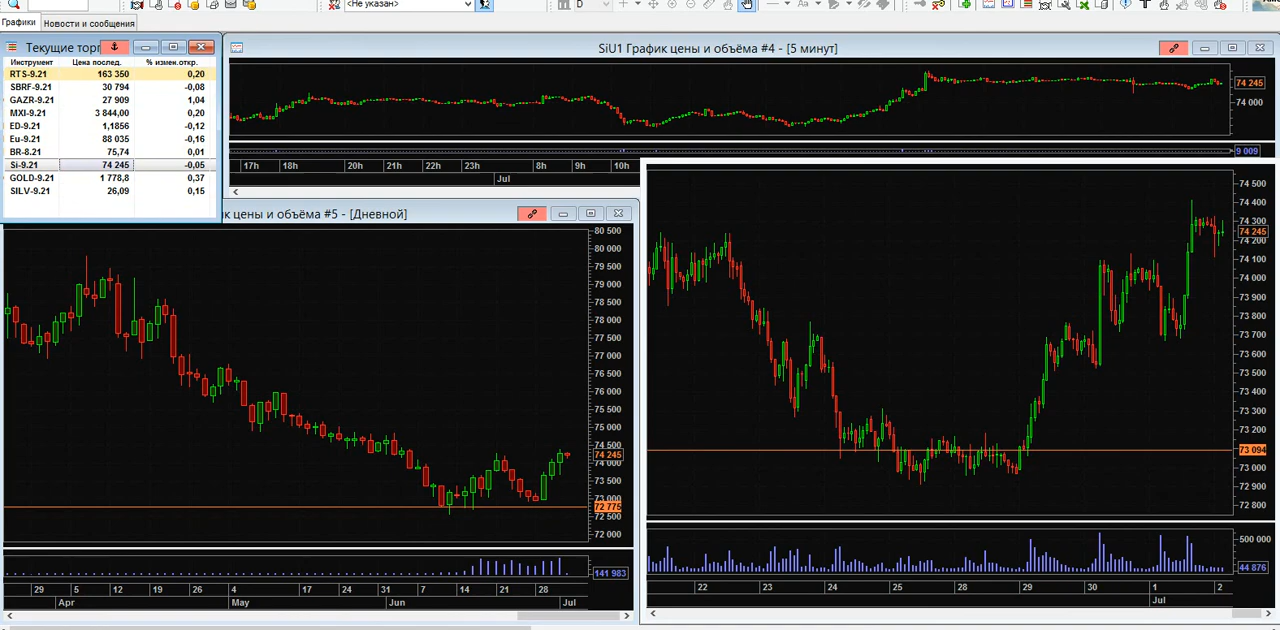 <Не указан>
D
Aa
Графики
Новости и сообщения
Текущие торг
Инструмент Цена послед. % измен.откр.
RTS-9.21 163 350 0,20
SBRF-9.21 30 794 -0,08
GAZR-9.21 27 909 1,04
MXI-9.21 3 844,00 0,20
ED-9.21 1,1856 -0,12
Eu-9.21 88 035 -0,16
BR-8.21 75,74 0,01
Si-9.21 74 245 -0,05
GOLD-9.21 1 778,8 0,37
SILV-9.21 26,09 0,15
SiU1 График цены и объёма #4 - [5 минут]
74 245
74 000
9 009
17h 18h 20h 21h 22h 23h 8h 9h 10h
Jul
к цены и объёма #5 - [Дневной]
80 500
80 000
79 500
79 000
78 500
78 000
77 500
77 000
76 500
76 000
75 500
75 000
74 500
74 245
74 000
73 500
73 000
72 775
72 500
72 000
141 983
29 5 12 19 26 4 17 24 31 7 14 21 28
Apr May Jun Jul
74 500
74 400
74 300
74 245
74 200
74 100
74 000
73 900
73 800
73 700
73 600
73 500
73 400
73 300
73 200
73 094
73 000
72 900
72 800
500 000
44 876
22 23 24 25 28 29 30 1 2
Jul